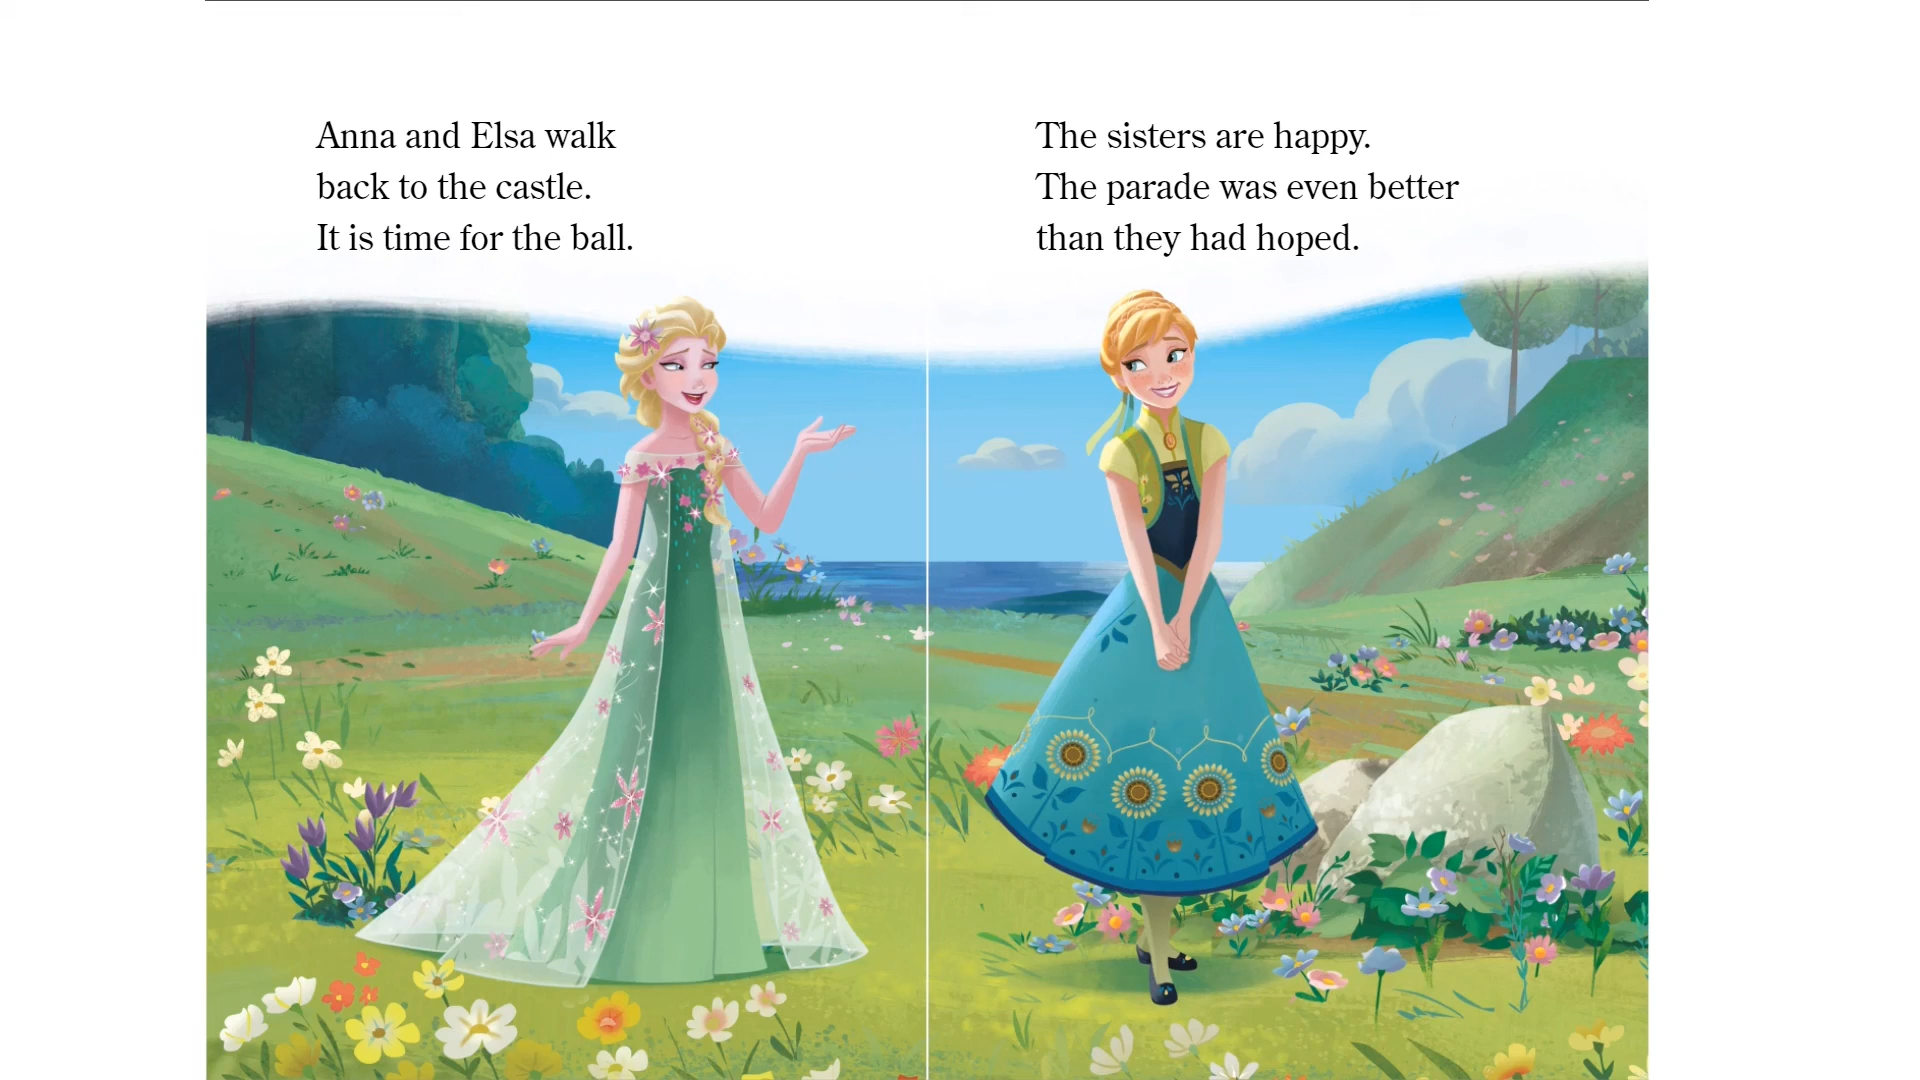 Anna and Elsa walk
back to the castle.
It is time for the ball.
The sisters are happy.
The parade was even better
than they had hoped.